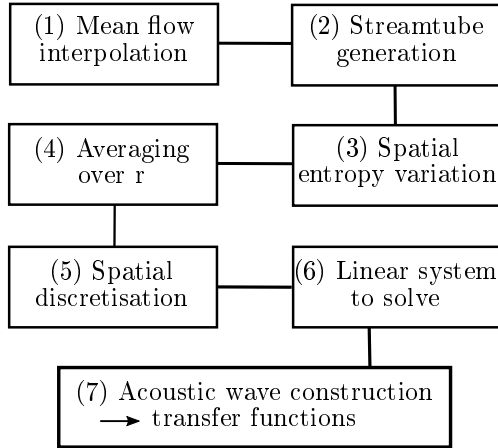 (1) Mean flow
interpolation
(2) Streamtube
generation
(3) Spatial
entropy variation
(4) Averaging
over r
(5) Spatial
discretisation
(6) Linear system
to solve
(7) Acoustic wave construction
→ transfer functions